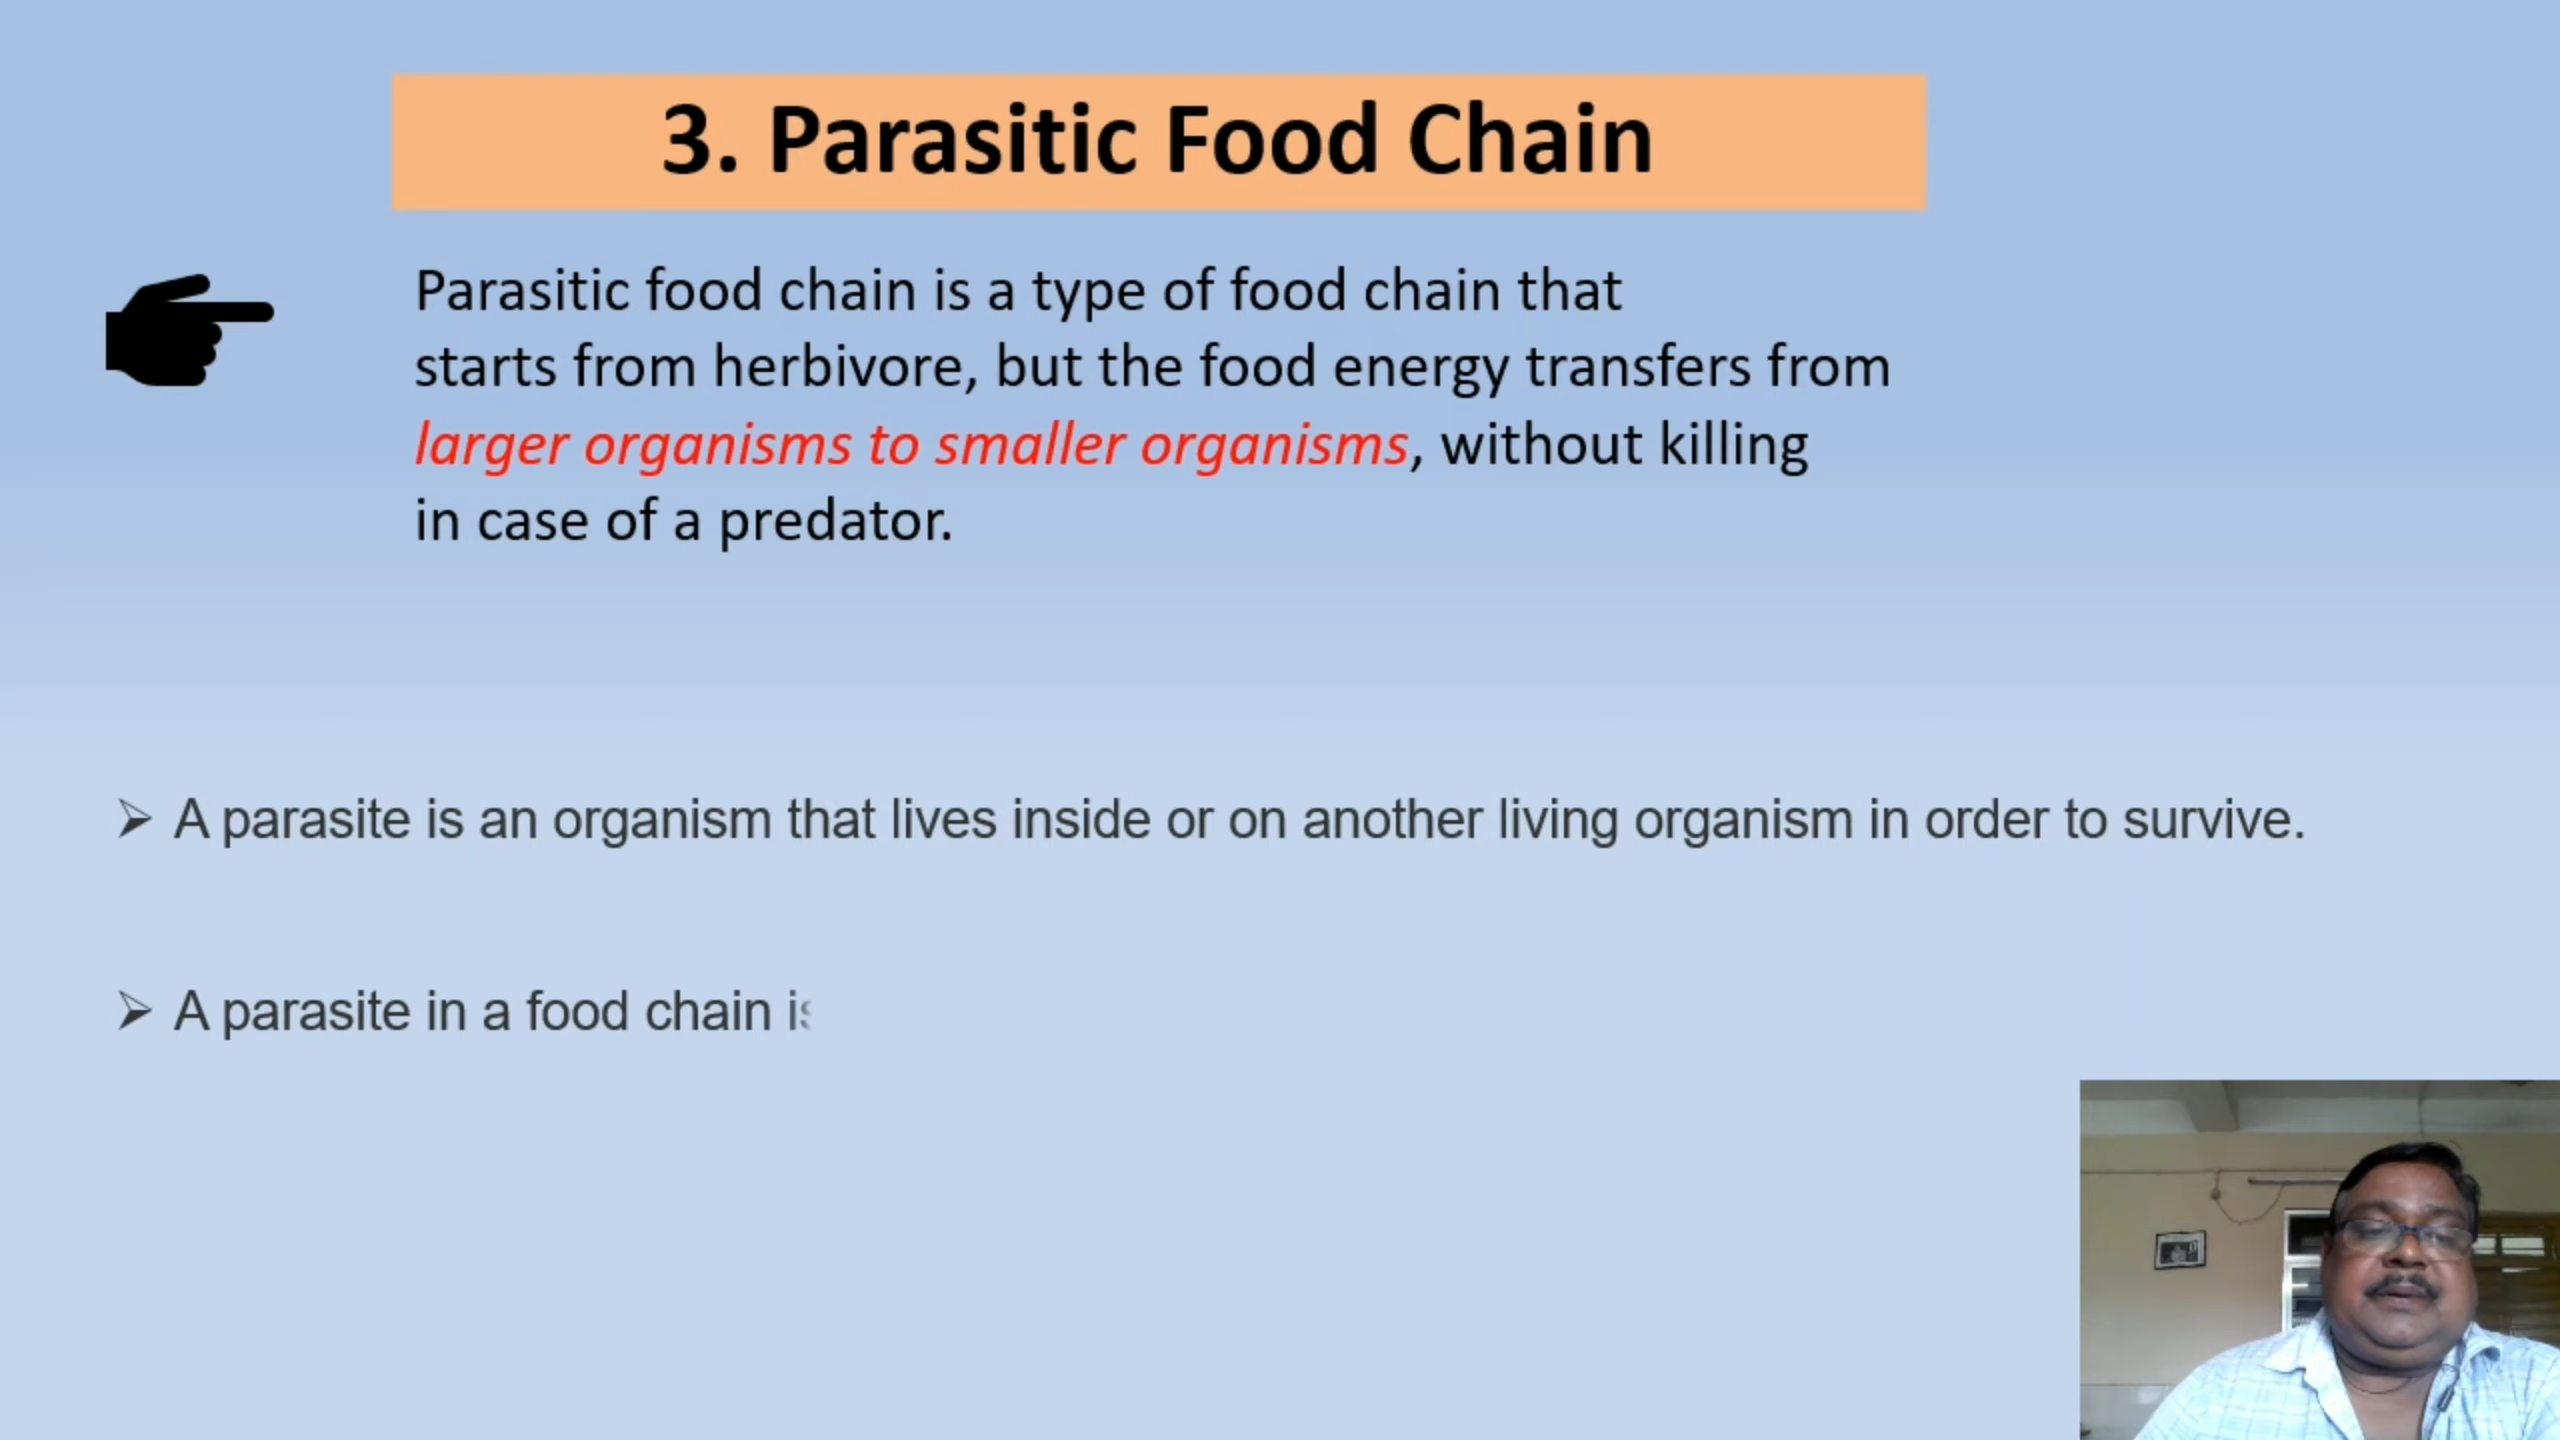 3. Parasitic Food Chain
Parasitic food chain is a type of food chain that
starts from herbivore, but the food energy transfers from
larger organisms to smaller organisms, without killing
in case of a predator.
➢ A parasite is an organism that lives inside or on another living organism in order to survive.
➢ A parasite in a food chain is